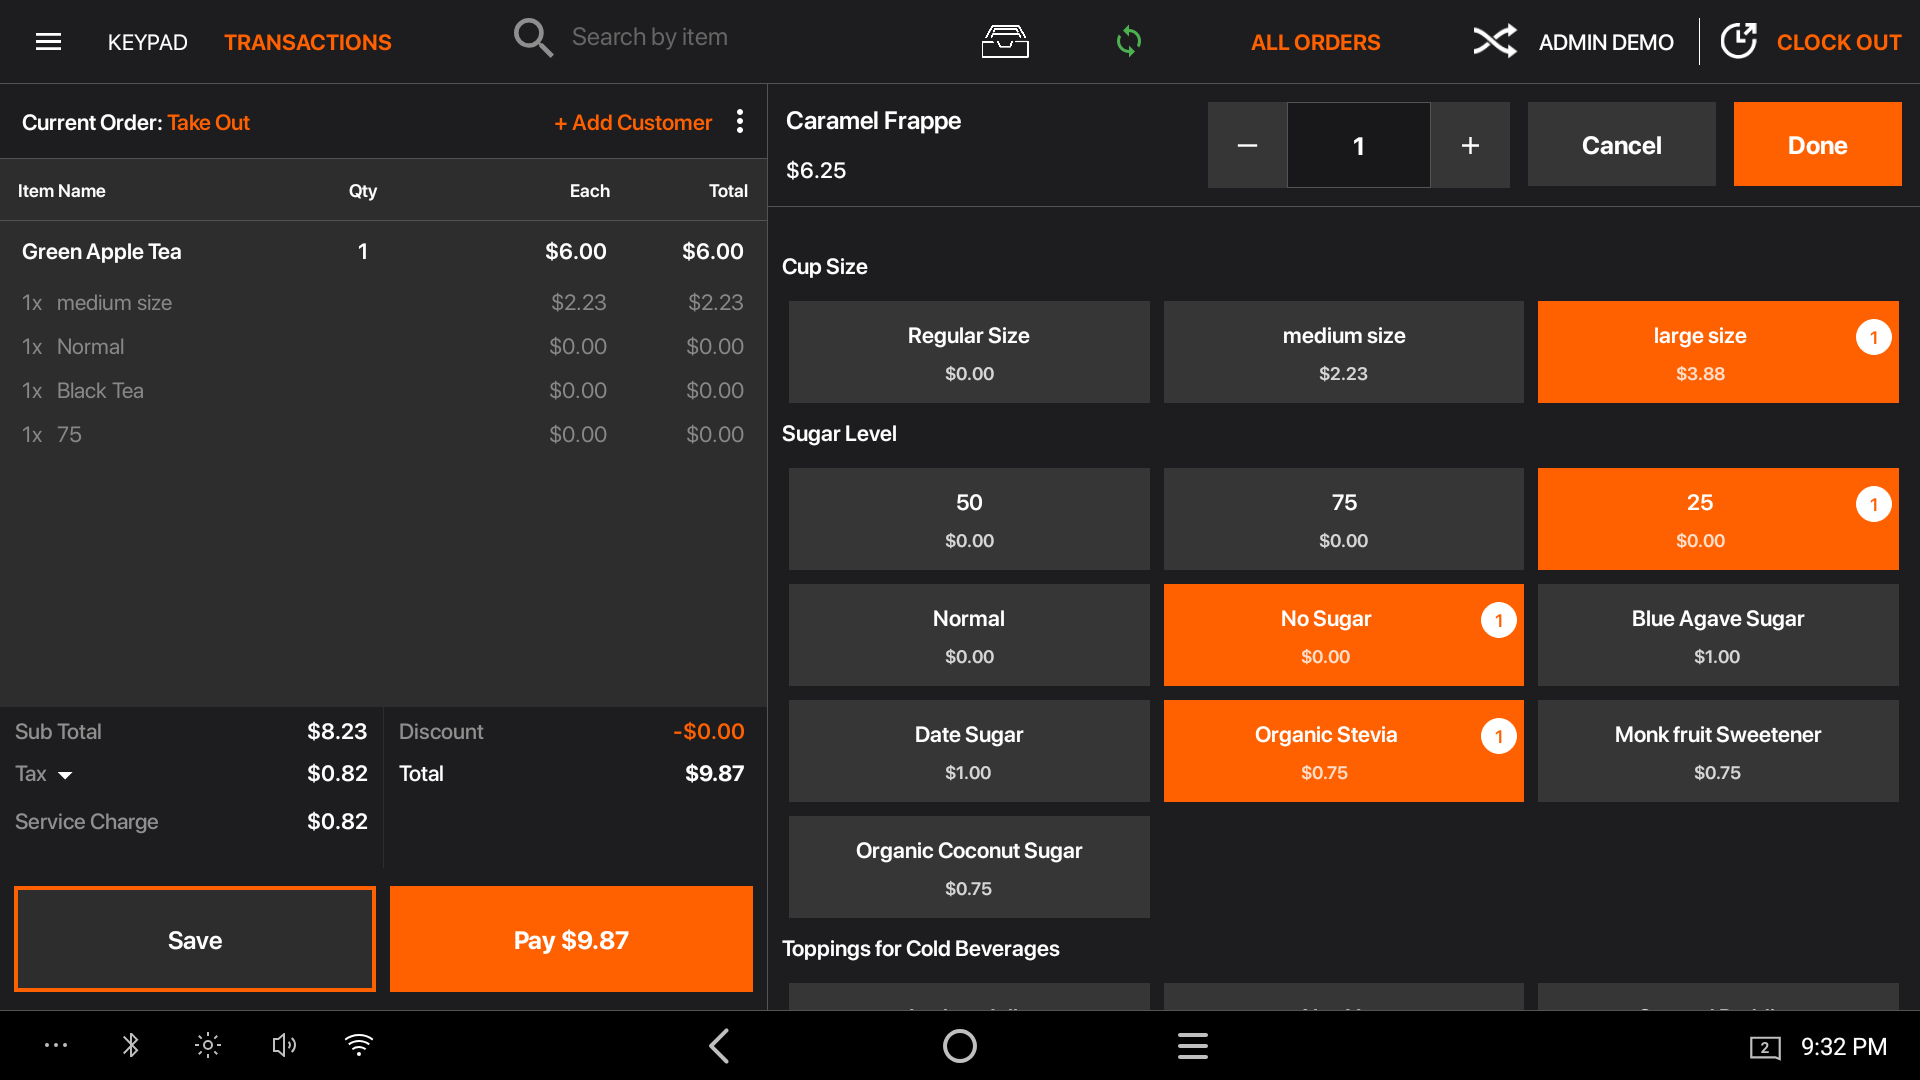 KEYPAD
TRANSACTIONS
Search by item
ALL ORDERS
ADMIN DEMO
CLOCK OUT
Current Order: Take Out
+ Add Customer
Item Name Qty Each Total
Green Apple Tea 1 $6.00 $6.00
1x medium size $2.23 $2.23
1x Normal $0.00 $0.00
1x Black Tea $0.00 $0.00
1x 75 $0.00 $0.00
Sub Total $8.23
Tax $0.82
Service Charge $0.82
Discount -$0.00
Total $9.87
Save
Pay $9.87
Caramel Frappe
$6.25
− 1 +
Cancel
Done
Cup Size
Regular Size
$0.00
medium size
$2.23
large size 1
$3.88
Sugar Level
50
$0.00
75
$0.00
25 1
$0.00
Normal
$0.00
No Sugar 1
$0.00
Blue Agave Sugar
$1.00
Date Sugar
$1.00
Organic Stevia 1
$0.75
Monk fruit Sweetener
$0.75
Organic Coconut Sugar
$0.75
Toppings for Cold Beverages
2
9:32 PM